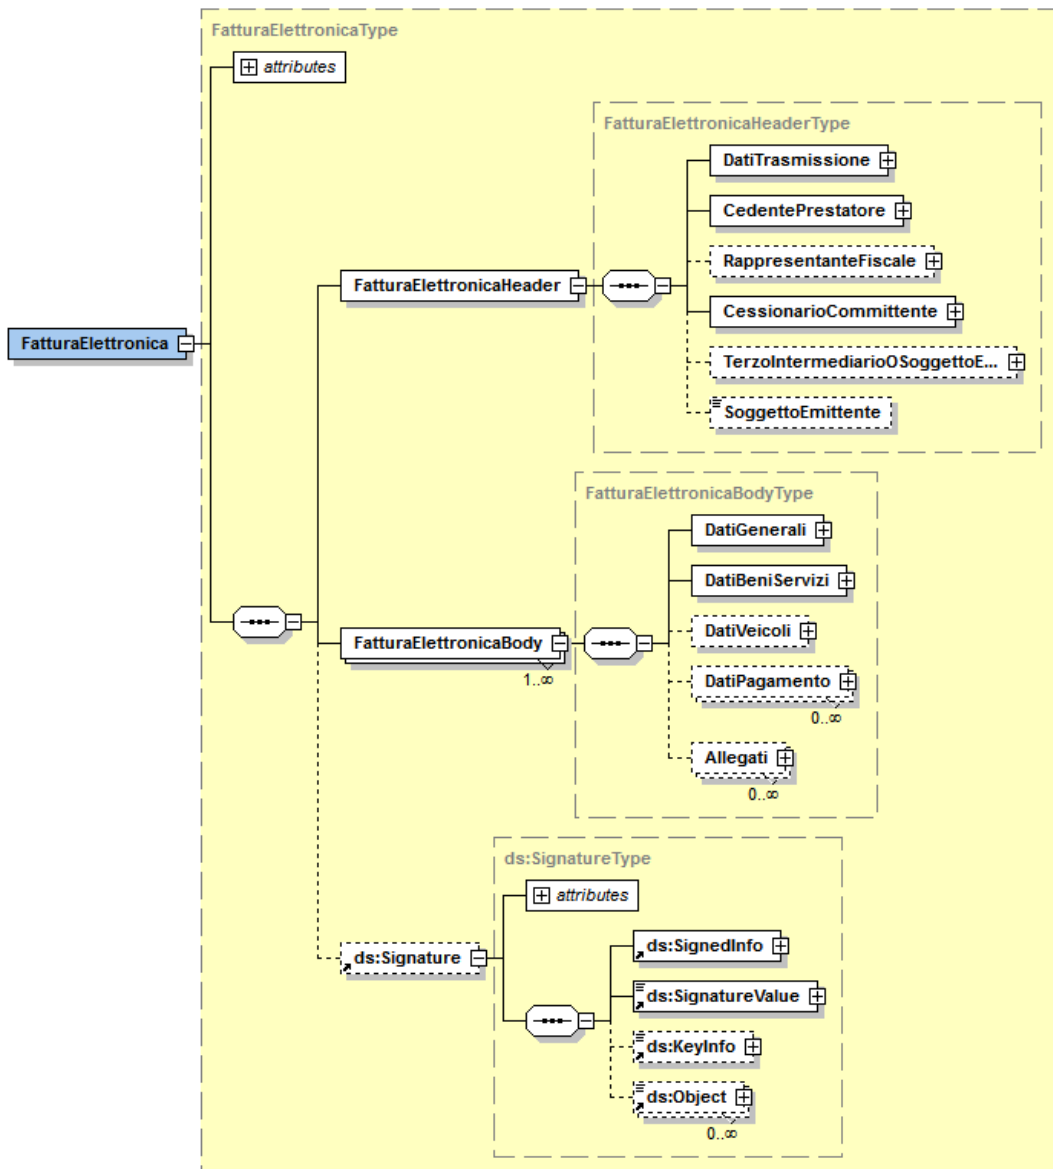 FatturaElettronicaType
attributes
FatturaElettronicaHeaderType
DatiTrasmissione
CedentePrestatore
RappresentanteFiscale
FatturaElettronicaHeader
CessionarioCommittente
FatturaElettronica
TerzoIntermediarioOSoggettoE...
SoggettoEmittente
FatturaElettronicaBodyType
DatiGenerali
DatiBeniServizi
DatiVeicoli
FatturaElettronicaBody
1..∞
DatiPagamento
0..∞
Allegati
0..∞
ds:SignatureType
attributes
ds:SignedInfo
ds:Signature
ds:SignatureValue
ds:KeyInfo
ds:Object
0..∞